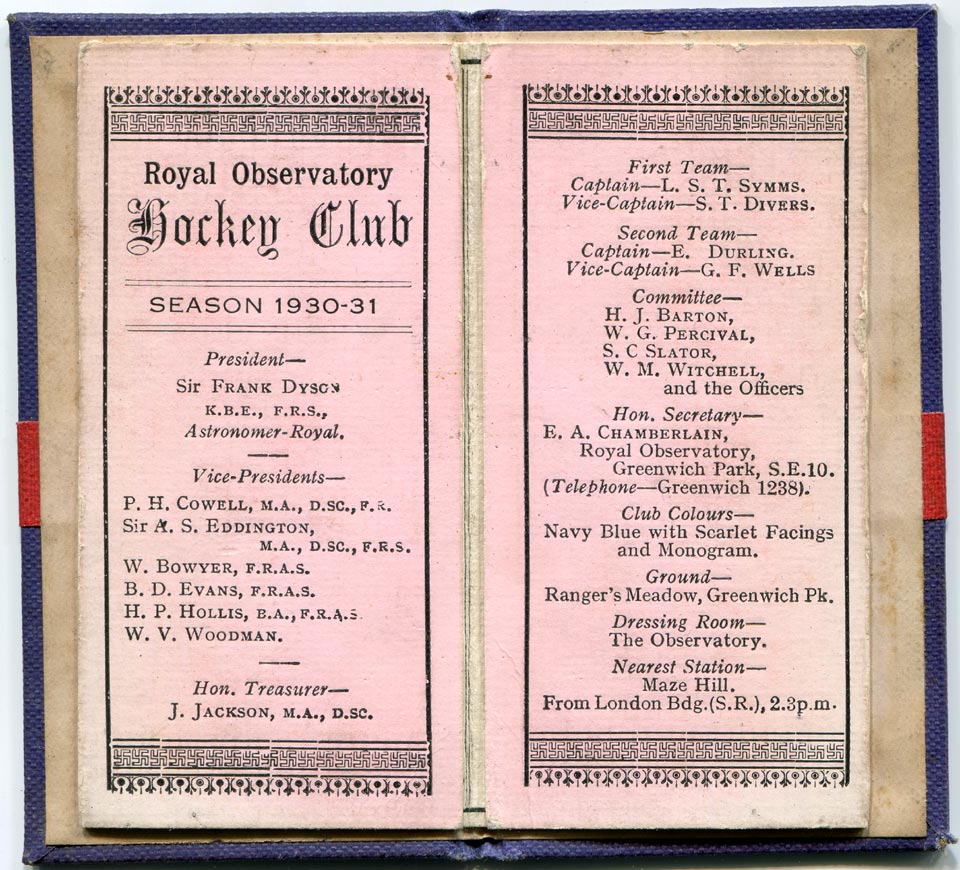 Royal Observatory
Hockey Club
SEASON 1930-31
President—
Sir FRANK DYSON
K.B.E., F.R.S.,
Astronomer-Royal.
Vice-Presidents—
P. H. COWELL, M.A., D.SC., F.R.
Sir A. S. EDDINGTON,
M.A., D.SC., F.R.S.
W. BOWYER, F.R.A.S.
B. D. EVANS, F.R.A.S.
H. P. HOLLIS, B.A., F.R.A.S.
W. V. WOODMAN.
Hon. Treasurer—
J. JACKSON, M.A., D.SC.
First Team—
Captain—L. S. T. SYMMS.
Vice-Captain—S. T. DIVERS.
Second Team—
Captain—E. DURLING.
Vice-Captain—G. F. WELLS
Committee—
H. J. BARTON,
W. G. PERCIVAL,
S. C SLATOR,
W. M. WITCHELL,
and the Officers
Hon. Secretary—
E. A. CHAMBERLAIN,
Royal Observatory,
Greenwich Park, S.E.10.
(Telephone—Greenwich 1238).
Club Colours—
Navy Blue with Scarlet Facings
and Monogram.
Ground—
Ranger's Meadow, Greenwich Pk.
Dressing Room—
The Observatory.
Nearest Station—
Maze Hill.
From London Bdg.(S.R.), 2.3p.m.